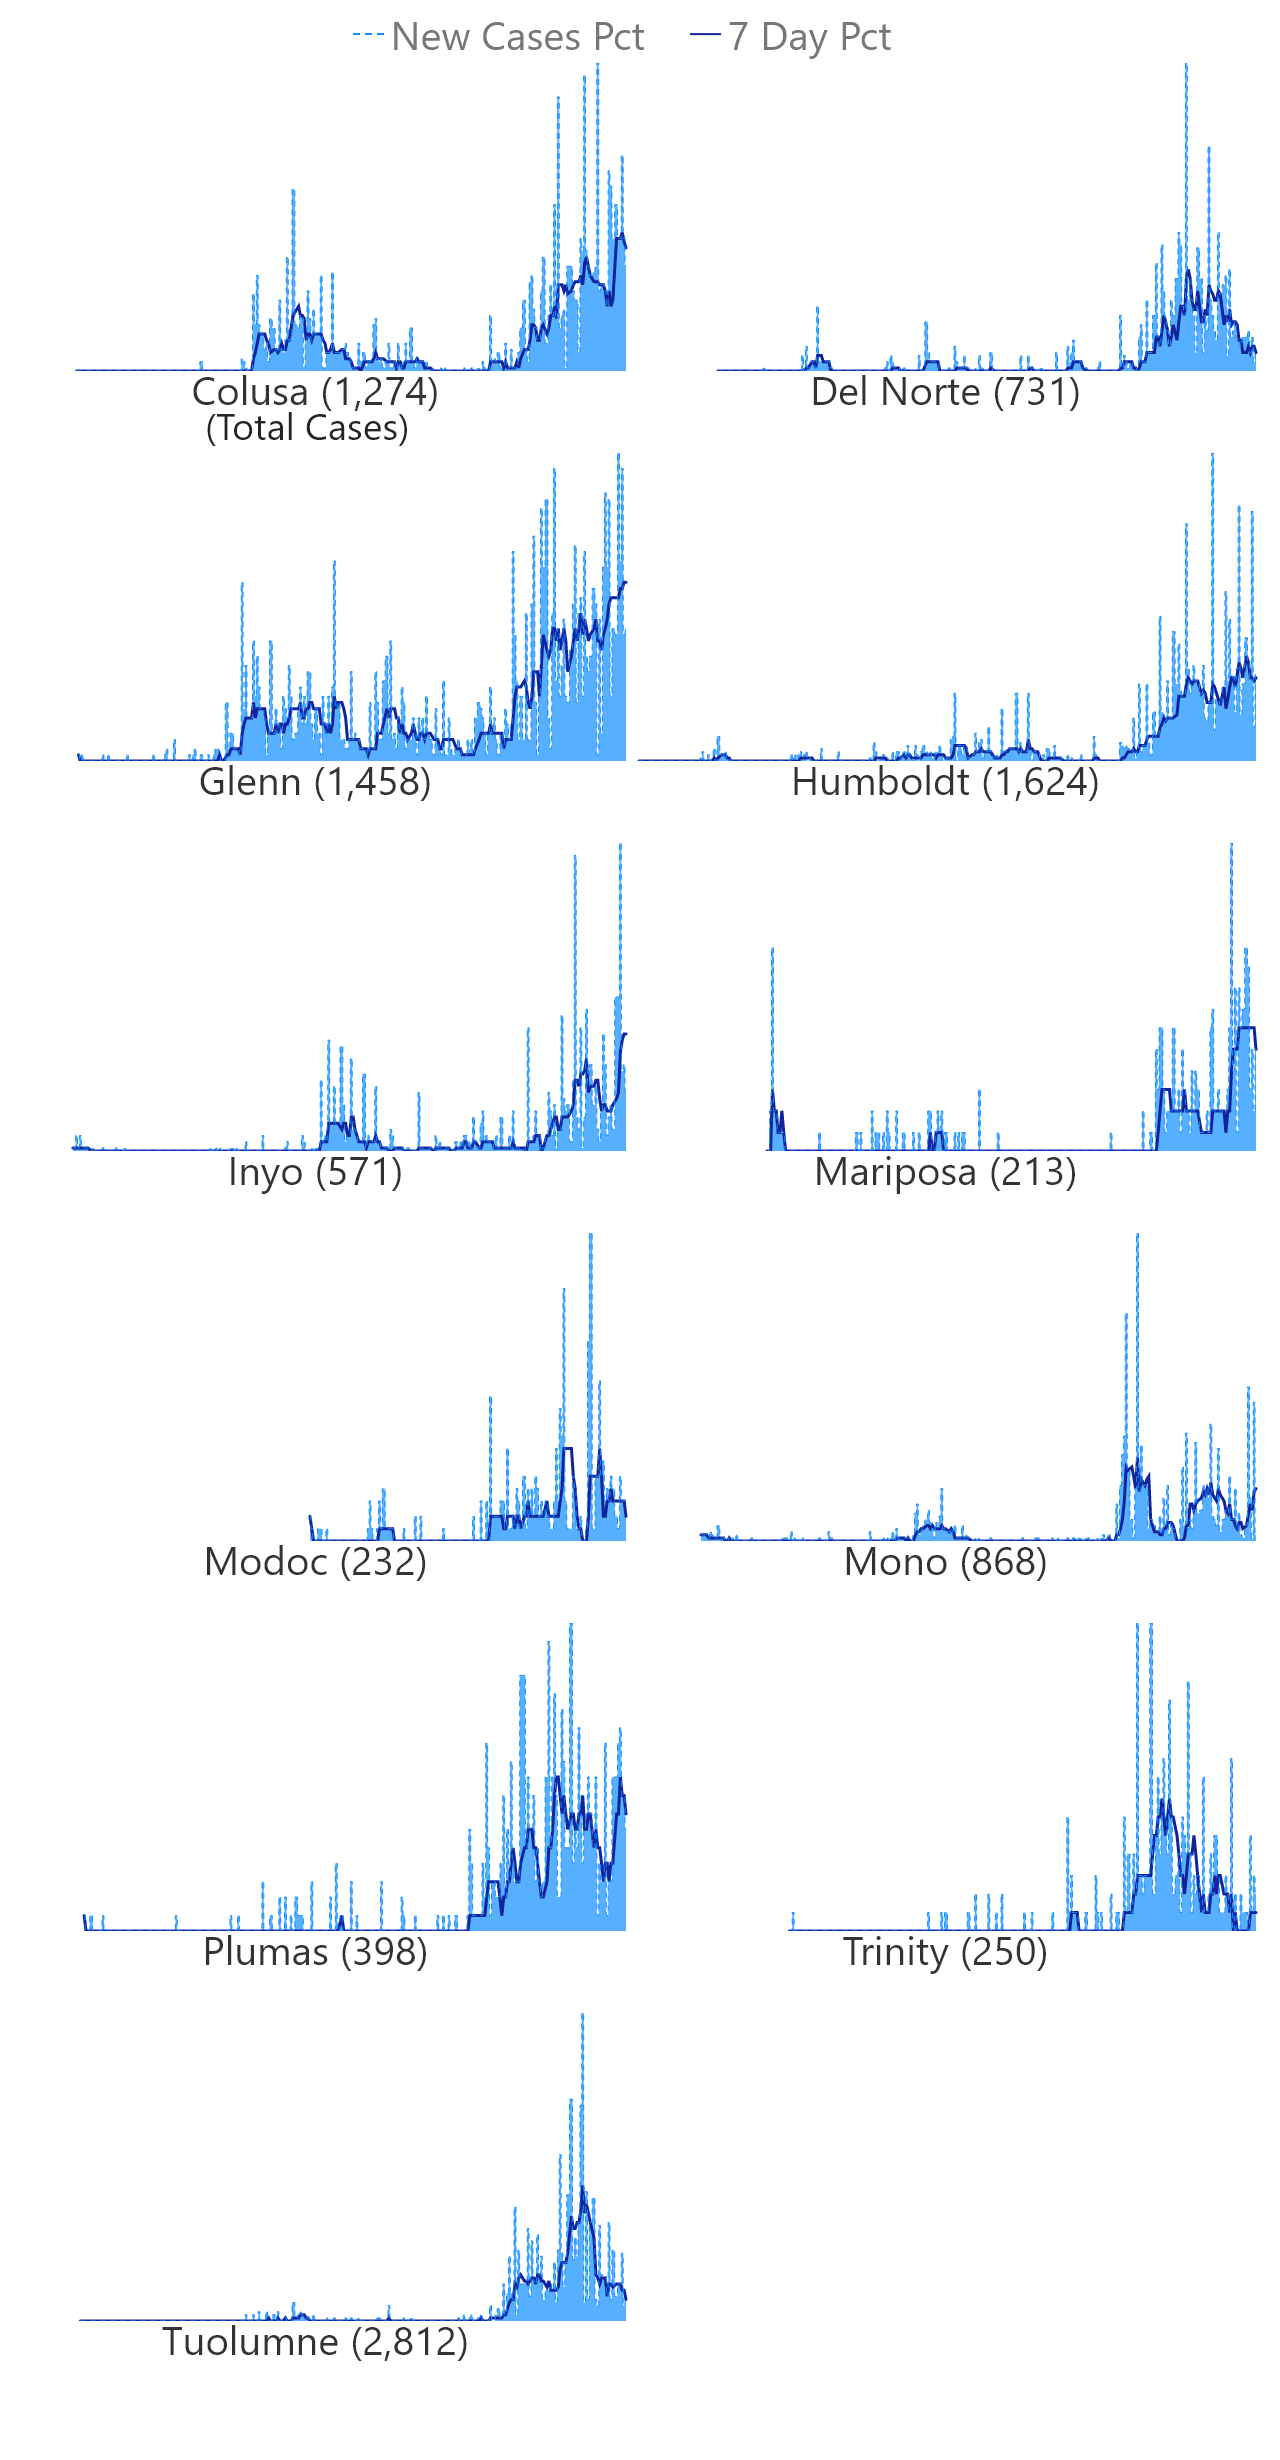 New Cases Pct 7 Day Pct
Colusa (1,274) Del Norte (731)
(Total Cases)
Glenn (1,458) Humboldt (1,624)
Inyo (571) Mariposa (213)
Modoc (232) Mono (868)
Plumas (398) Trinity (250)
Tuolumne (2,812)